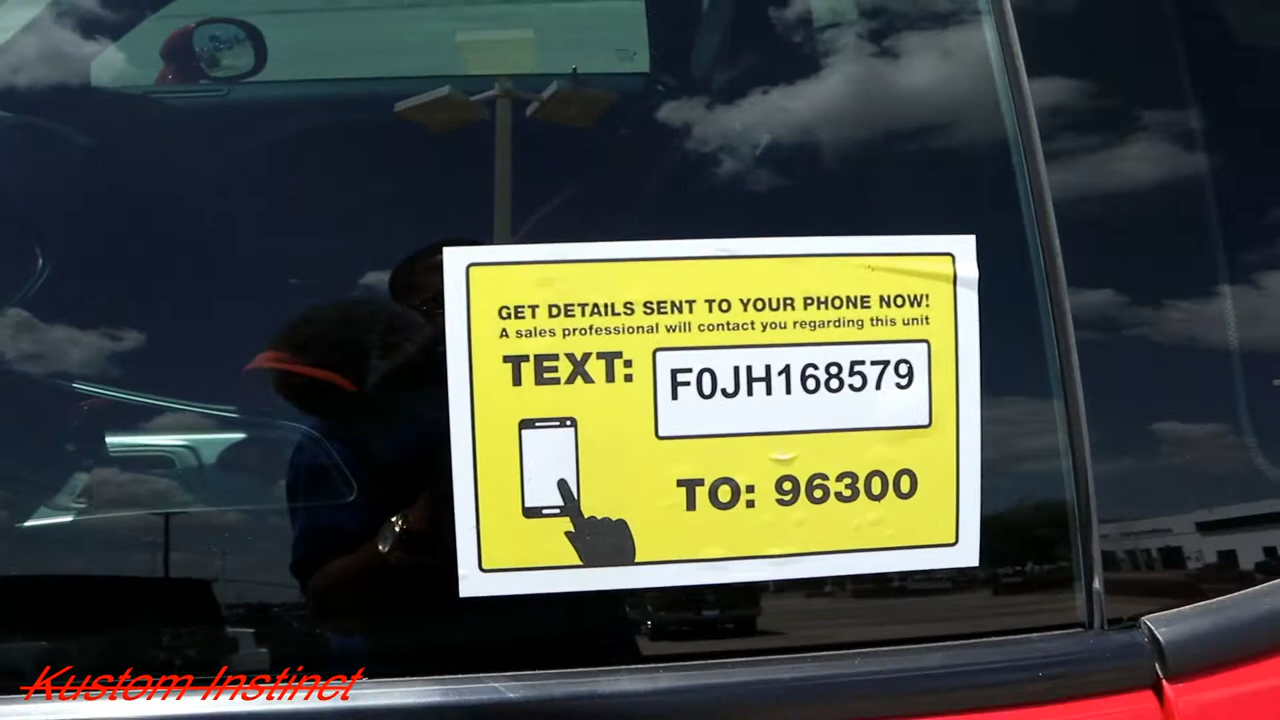 GET DETAILS SENT TO YOUR PHONE NOW!
A sales professional will contact you regarding this unit
TEXT: F0JH168579
TO: 96300
Kustom Instinct